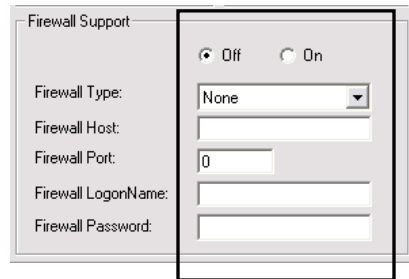 Firewall Support
Off On
Firewall Type: None
Firewall Host:
Firewall Port: 0
Firewall LogonName:
Firewall Password: